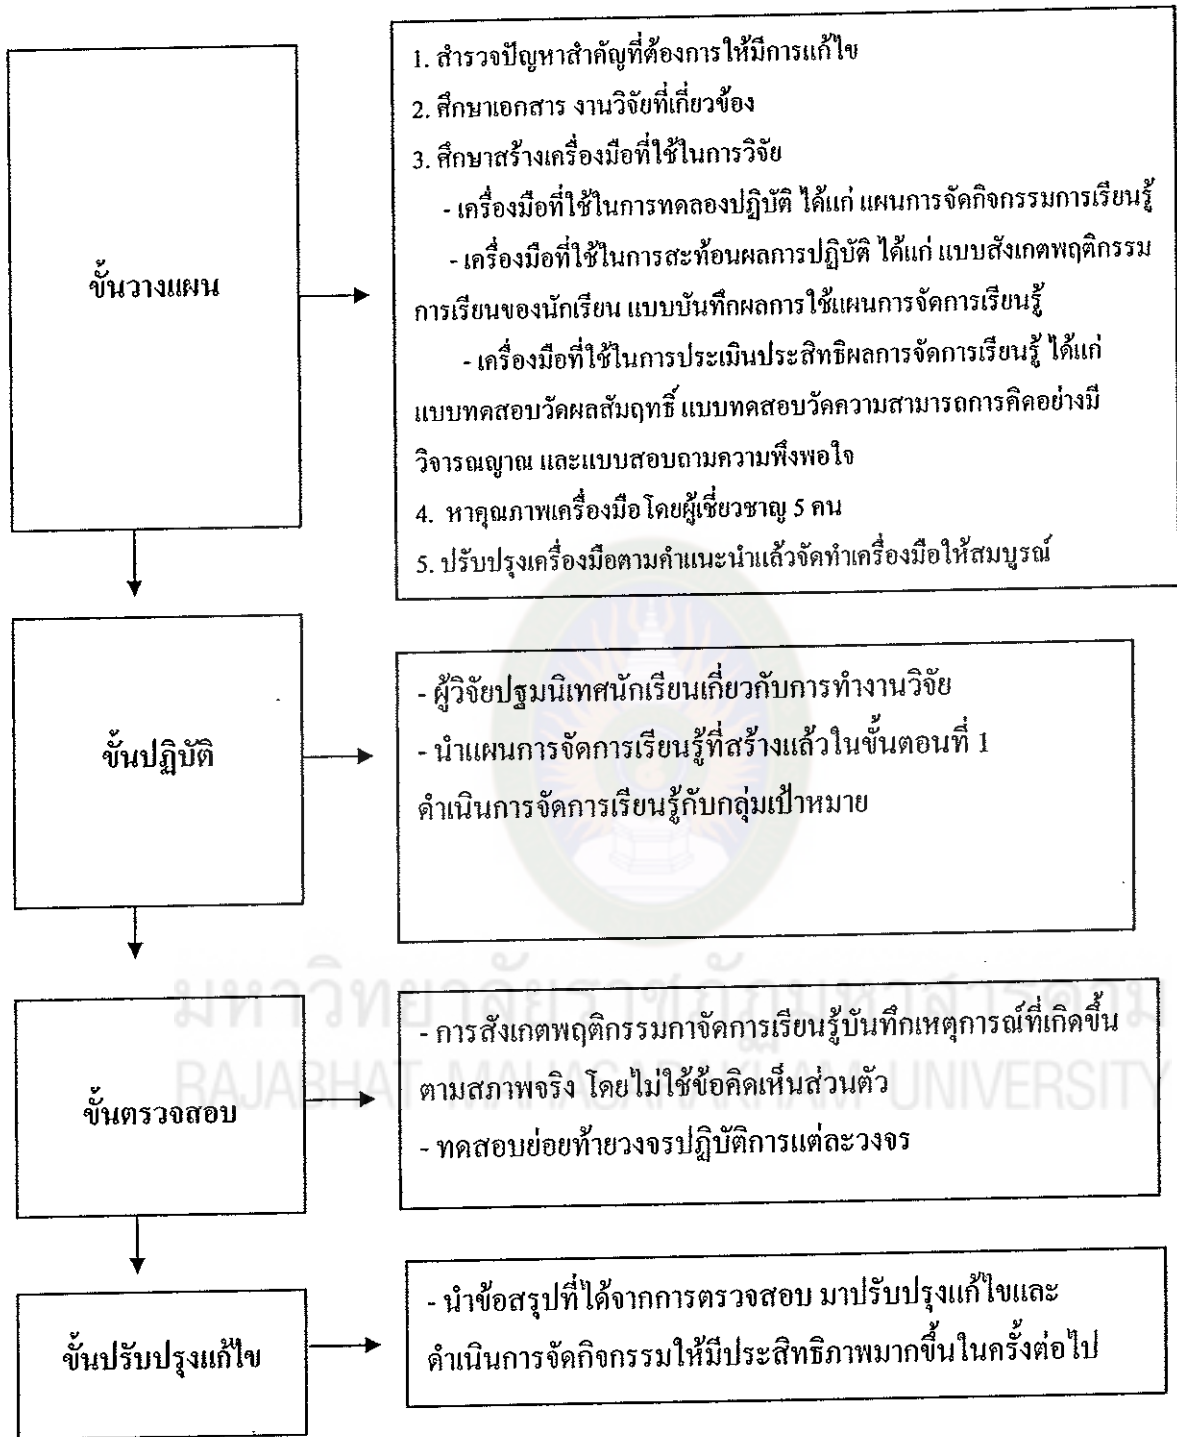 ขั้นวางแผน
1. สำรวจปัญหาสำคัญที่ต้องการให้มีการแก้ไข
2. ศึกษาเอกสาร งานวิจัยที่เกี่ยวข้อง
3. ศึกษาสร้างเครื่องมือที่ใช้ในการวิจัย
- เครื่องมือที่ใช้ในการทดลองปฏิบัติ ได้แก่ แผนการจัดกิจกรรมการเรียนรู้
- เครื่องมือที่ใช้ในการสะท้อนผลการปฏิบัติ ได้แก่ แบบสังเกตพฤติกรรม
การเรียนของนักเรียน แบบบันทึกผลการใช้แผนการจัดการเรียนรู้
- เครื่องมือที่ใช้ในการประเมินประสิทธิผลการจัดการเรียนรู้ ได้แก่
แบบทดสอบวัดผลสัมฤทธิ์ แบบทดสอบวัดความสามารถการคิดอย่างมี
วิจารณญาณ และแบบสอบถามความพึงพอใจ
4. หาคุณภาพเครื่องมือโดยผู้เชี่ยวชาญ 5 คน
5. ปรับปรุงเครื่องมือตามคำแนะนำแล้วจัดทำเครื่องมือให้สมบูรณ์
ขั้นปฏิบัติ
- ผู้วิจัยปฐมนิเทศนักเรียนเกี่ยวกับการทำงานวิจัย
- นำแผนการจัดการเรียนรู้ที่สร้างแล้วในขั้นตอนที่ 1
ดำเนินการจัดการเรียนรู้กับกลุ่มเป้าหมาย
มหาวิทยาลัยราชภัฏมหาสารคาม
RAJABHAT MAHASARAKHAM UNIVERSITY
ขั้นตรวจสอบ
- การสังเกตพฤติกรรมกาจัดการเรียนรู้บันทึกเหตุการณ์ที่เกิดขึ้น
ตามสภาพจริง โดยไม่ใช้ข้อคิดเห็นส่วนตัว
- ทดสอบย่อยท้ายวงจรปฏิบัติการแต่ละวงจร
ขั้นปรับปรุงแก้ไข
- นำข้อสรุปที่ได้จากการตรวจสอบ มาปรับปรุงแก้ไขและ
ดำเนินการจัดกิจกรรมให้มีประสิทธิภาพมากขึ้นในครั้งต่อไป